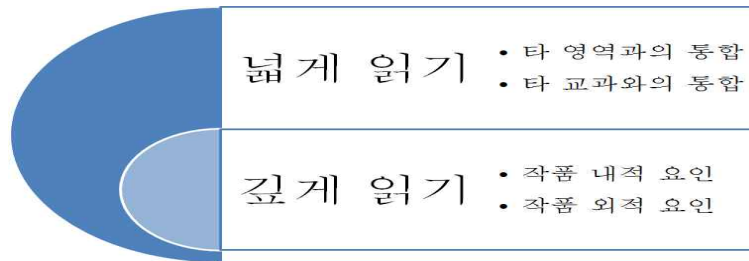 넓게 읽기
• 타 영역과의 통합
• 타 교과와의 통합
깊게 읽기
• 작품 내적 요인
• 작품 외적 요인